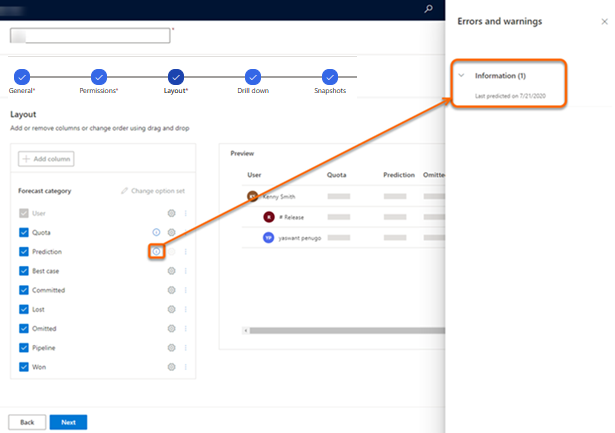 Errors and warnings
Information (1)
Last predicted on 7/21/2020
*
General*
Permissions*
Layout*
Drill down
Snapshots
Layout
Add or remove columns or change order using drag and drop
+ Add column
Forecast category
Change option set
User
Quota
Prediction
Best case
Committed
Lost
Omitted
Pipeline
Won
Preview
User Quota Prediction Omitted
Kenny Smith
R # Release
YP yaswant penugo
Back Next